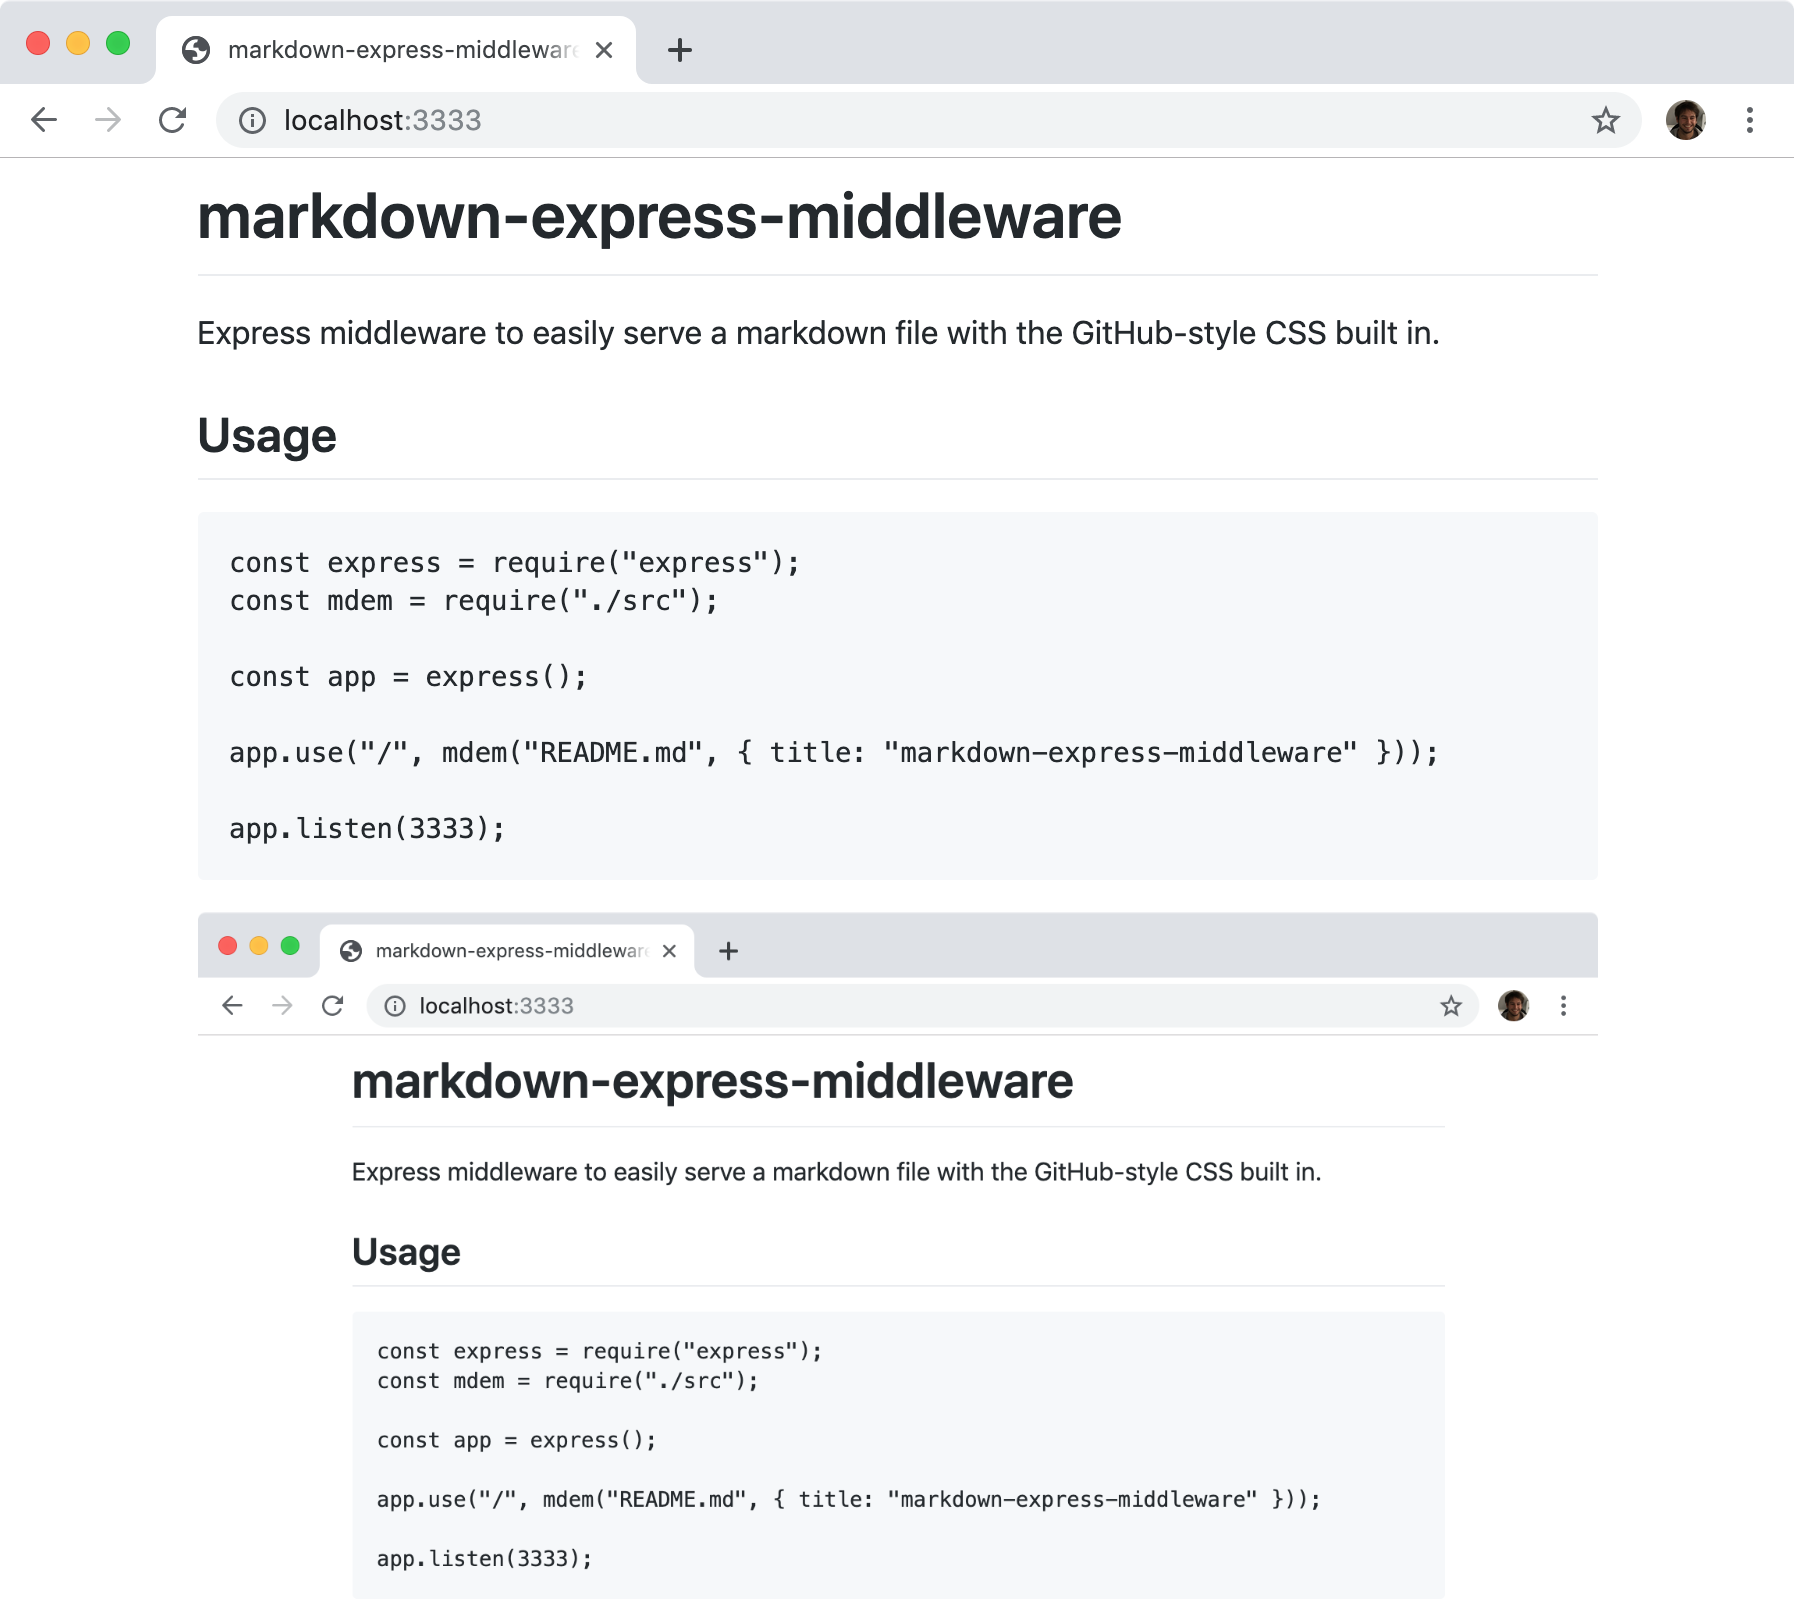 markdown-express-middleware
localhost:3333
markdown-express-middleware
Express middleware to easily serve a markdown file with the GitHub-style CSS built in.
Usage
const express = require("express");
const mdem = require("./src");
const app = express();
app.use("/", mdem("README.md", { title: "markdown-express-middleware" }));
app.listen(3333);
markdown-express-middleware
localhost:3333
markdown-express-middleware
Express middleware to easily serve a markdown file with the GitHub-style CSS built in.
Usage
const express = require("express");
const mdem = require("./src");
const app = express();
app.use("/", mdem("README.md", { title: "markdown-express-middleware" }));
app.listen(3333);